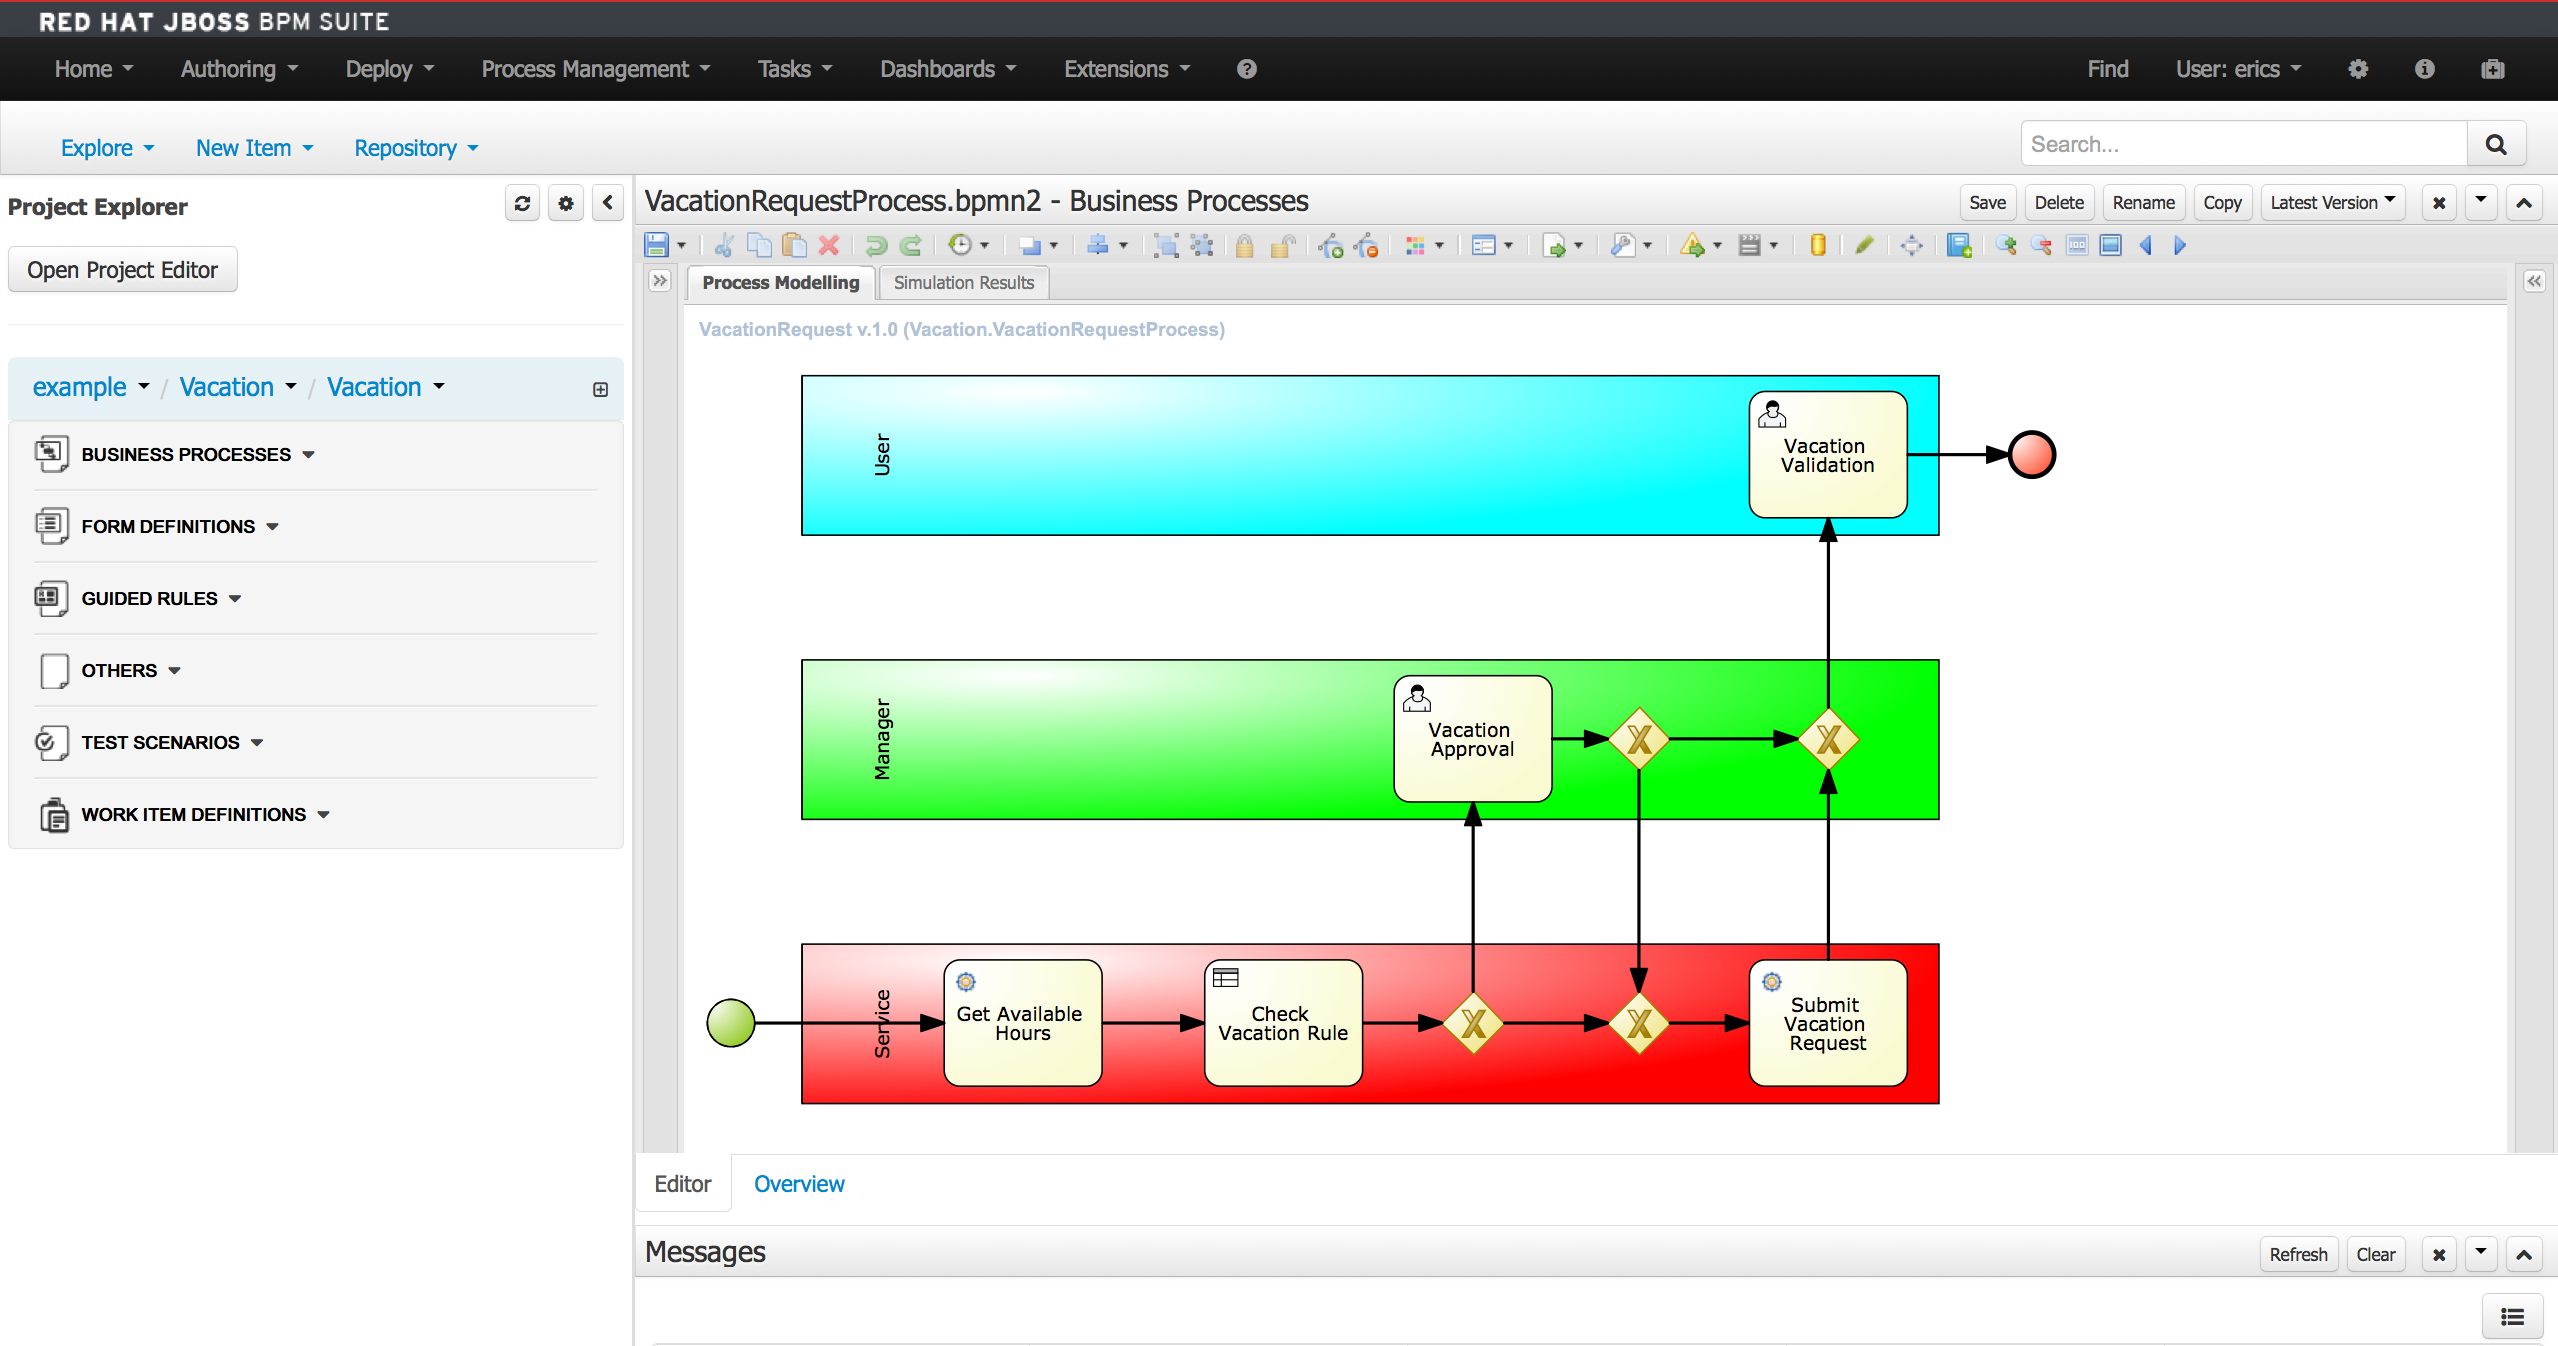 RED HAT JBOSS BPM SUITE
Home Authoring Deploy Process Management Tasks Dashboards Extensions Find User: erics
Explore New Item Repository Search...
Project Explorer
Open Project Editor
example / Vacation / Vacation
BUSINESS PROCESSES
FORM DEFINITIONS
GUIDED RULES
OTHERS
TEST SCENARIOS
WORK ITEM DEFINITIONS
VacationRequestProcess.bpmn2 - Business Processes Save Delete Rename Copy Latest Version
Process Modelling Simulation Results
VacationRequest v.1.0 (Vacation.VacationRequestProcess)
User
Vacation
Validation
Manager
Vacation
Approval
X X
Service
Get Available
Hours
Check
Vacation Rule
X X
Submit
Vacation
Request
Editor Overview
Messages Refresh Clear